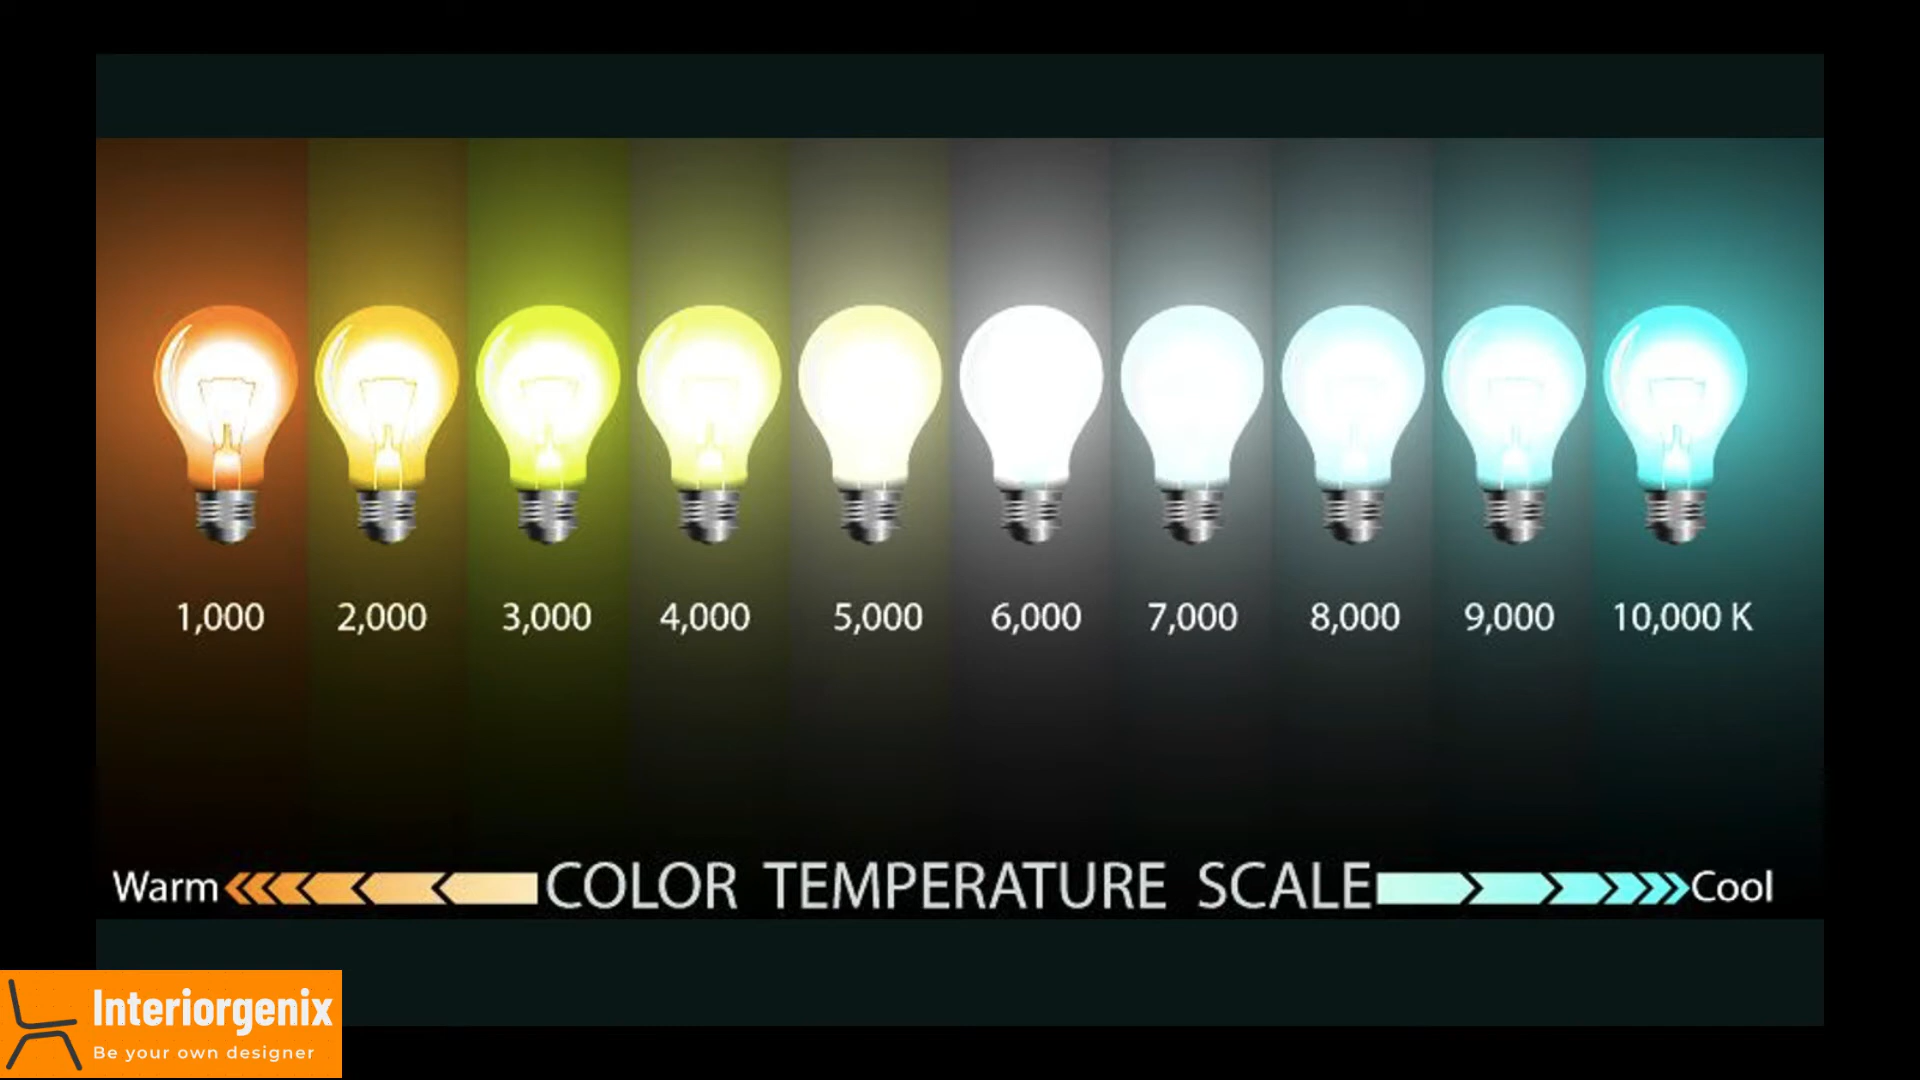 1,000 2,000 3,000 4,000 5,000 6,000 7,000 8,000 9,000 10,000 K
Warm COLOR TEMPERATURE SCALE Cool
Interiorgenix
Be your own designer